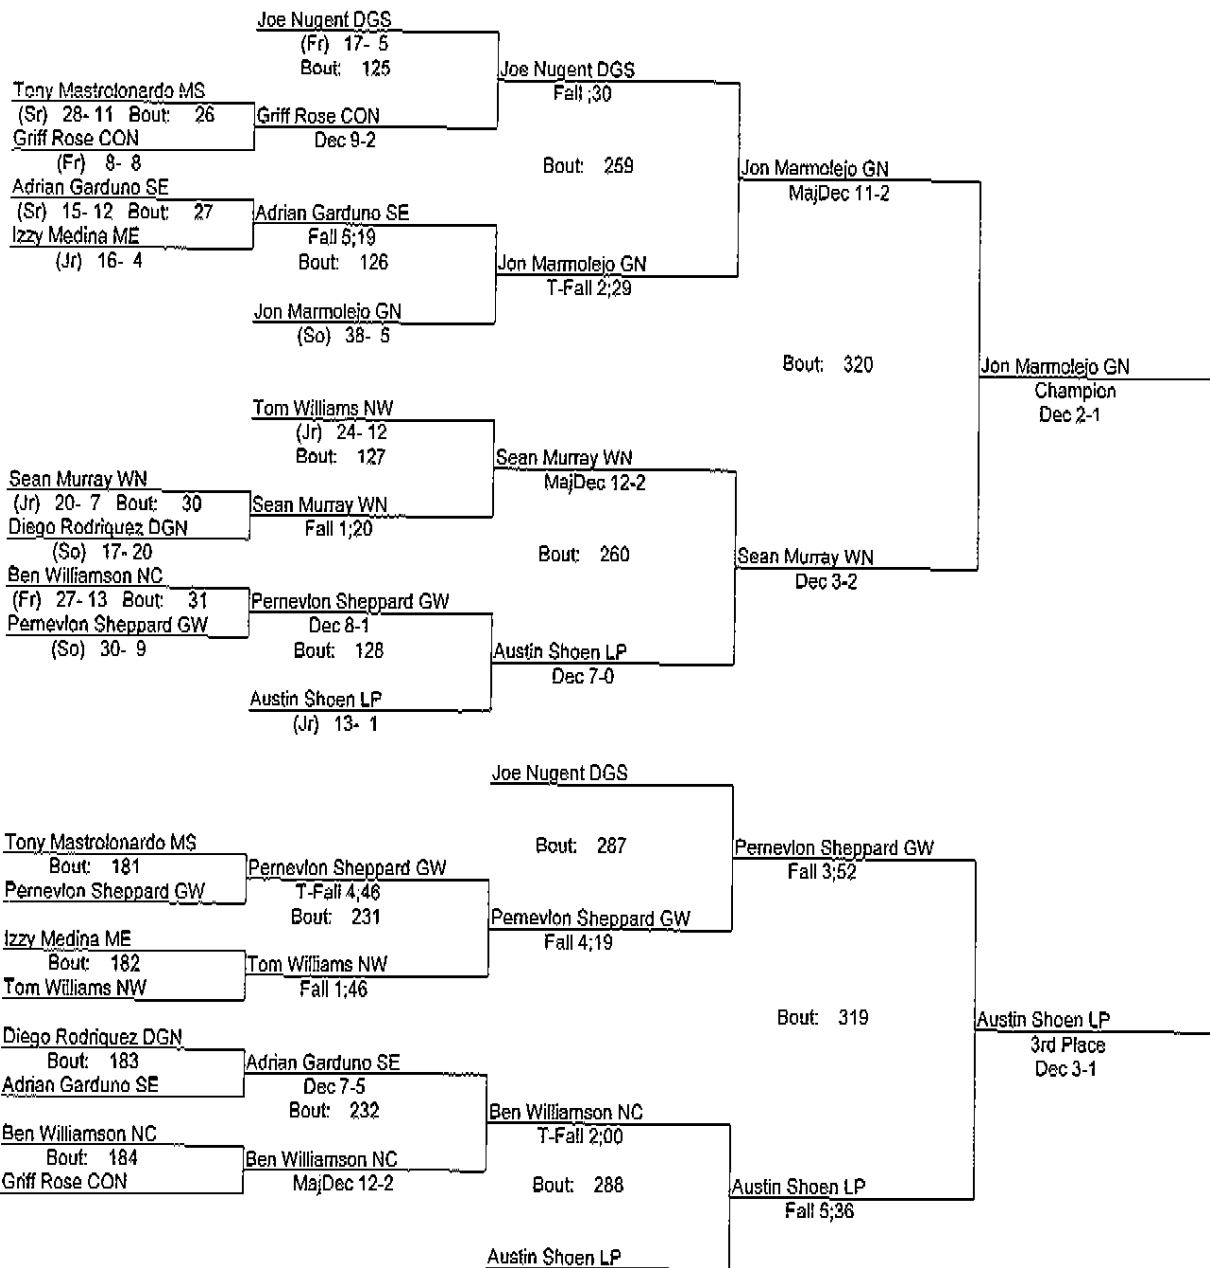 Joe Nugent DGS
(Fr) 17- 5
Bout: 125
Joe Nugent DGS
Fall ;30
Tony Mastrolonardo MS
(Sr) 28- 11 Bout: 26
Griff Rose CON
Griff Rose CON
Dec 9-2
(Fr) 8- 8
Bout: 259
Jon Marmolejo GN
MajDec 11-2
Adrian Garduno SE
(Sr) 15- 12 Bout: 27
Izzy Medina ME
(Jr) 16- 4
Adrian Garduno SE
Fall 5;19
Bout: 126
Jon Marmolejo GN
T-Fall 2;29
Jon Marmolejo GN
(So) 38- 5
Bout: 320
Jon Marmolejo GN
Champion
Dec 2-1
Tom Williams NW
(Jr) 24- 12
Bout: 127
Sean Murray WN
MajDec 12-2
Sean Murray WN
(Jr) 20- 7 Bout: 30
Diego Rodriquez DGN
(So) 17- 20
Sean Murray WN
Fall 1;20
Bout: 260
Sean Murray WN
Dec 3-2
Ben Williamson NC
(Fr) 27- 13 Bout: 31
Pernevlon Sheppard GW
(So) 30- 9
Pernevlon Sheppard GW
Dec 8-1
Bout: 128
Austin Shoen LP
Dec 7-0
Austin Shoen LP
(Jr) 13- 1
Joe Nugent DGS
Bout: 287
Pernevlon Sheppard GW
Fall 3;52
Tony Mastrolonardo MS
Bout: 181
Pernevlon Sheppard GW
Pernevlon Sheppard GW
T-Fall 4;46
Bout: 231
Pernevlon Sheppard GW
Fall 4;19
Izzy Medina ME
Bout: 182
Tom Williams NW
Tom Williams NW
Fall 1;46
Bout: 319
Austin Shoen LP
3rd Place
Dec 3-1
Diego Rodriquez DGN
Bout: 183
Adrian Garduno SE
Adrian Garduno SE
Dec 7-5
Bout: 232
Ben Williamson NC
T-Fall 2;00
Ben Williamson NC
Bout: 184
Griff Rose CON
Ben Williamson NC
MajDec 12-2
Bout: 288
Austin Shoen LP
Fall 5;36
Austin Shoen LP